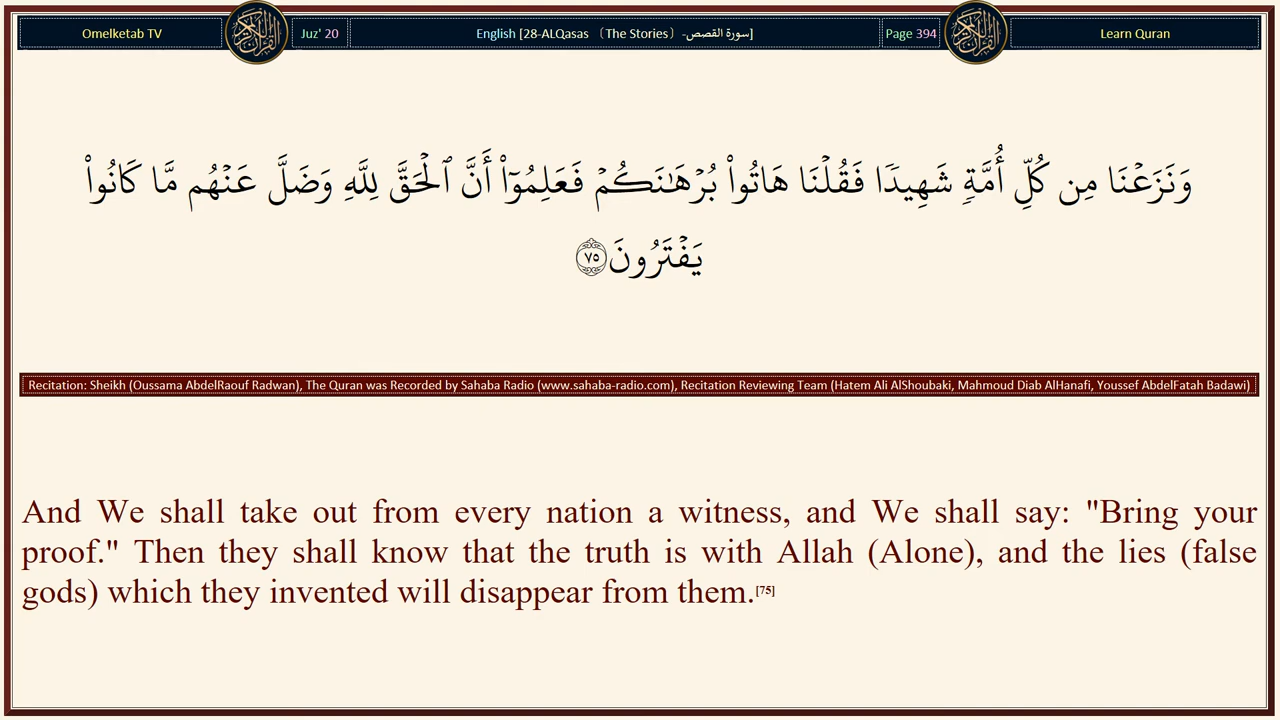 Omelketab TV
Juz' 20
English [28-ALQasas 〔The Stories〕-سورة القصص]
Page 394
Learn Quran
وَنَزَعۡنَا مِن كُلِّ أُمَّةٖ شَهِيدٗا فَقُلۡنَا هَاتُواْ بُرۡهَٰنَكُمۡ فَعَلِمُوٓاْ أَنَّ ٱلۡحَقَّ لِلَّهِ وَضَلَّ عَنۡهُم مَّا كَانُواْ
يَفۡتَرُونَ ٧٥
Recitation: Sheikh (Oussama AbdelRaouf Radwan), The Quran was Recorded by Sahaba Radio (www.sahaba-radio.com), Recitation Reviewing Team (Hatem Ali AlShoubaki, Mahmoud Diab AlHanafi, Youssef AbdelFatah Badawi)
And We shall take out from every nation a witness, and We shall say: "Bring your
proof." Then they shall know that the truth is with Allah (Alone), and the lies (false
gods) which they invented will disappear from them.[75]